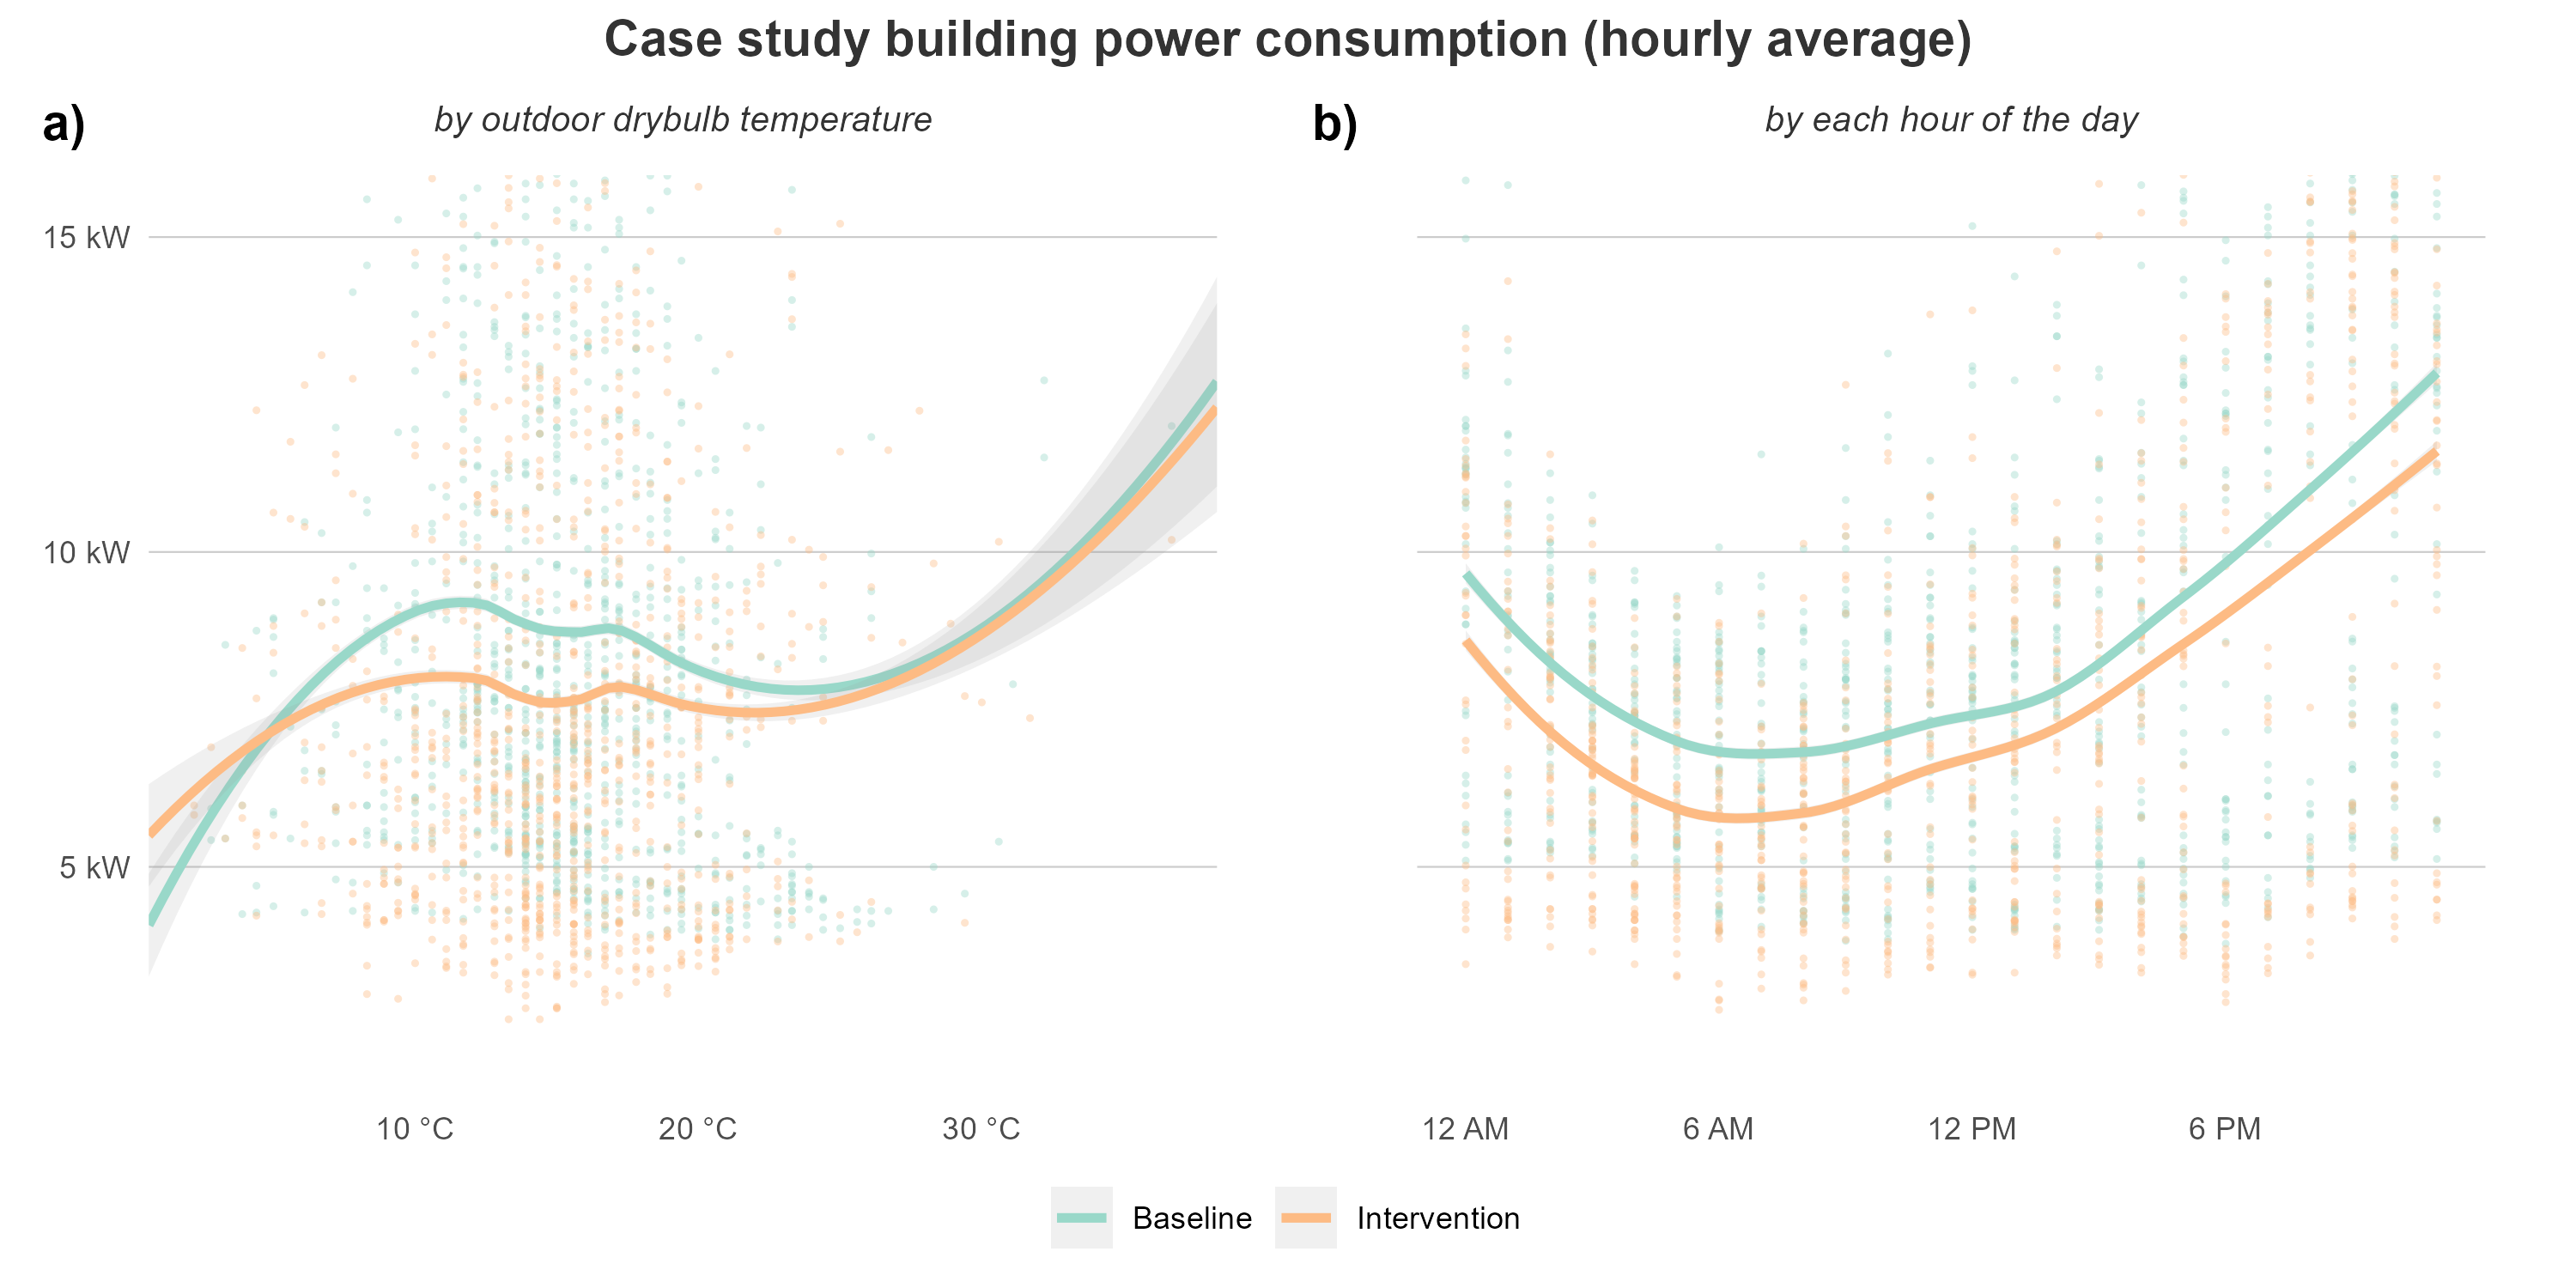 Case study building power consumption (hourly average)
a)
by outdoor drybulb temperature
15 kW
10 kW
5 kW
10 °C
20 °C
30 °C
b)
by each hour of the day
12 AM
6 AM
12 PM
6 PM
Baseline
Intervention